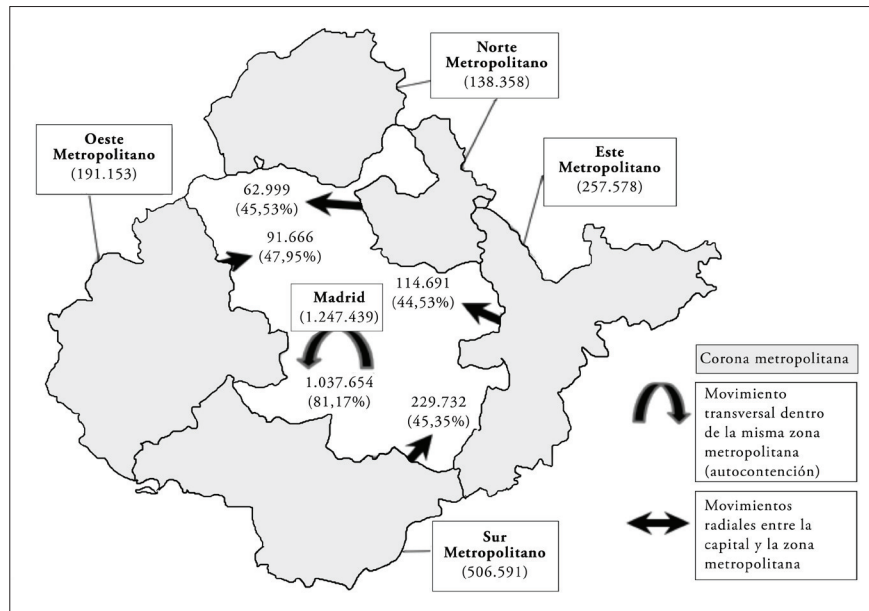 Norte
Metropolitano
(138.358)
Oeste
Metropolitano
(191.153)
Este
Metropolitano
(257.578)
62.999
(45,53%)
91.666
(47,95%)
114.691
(44,53%)
Madrid
(1.247.439)
1.037.654
(81,17%)
229.732
(45,35%)
Sur
Metropolitano
(506.591)
Corona metropolitana
Movimiento
transversal dentro
de la misma zona
metropolitana
(autocontención)
Movimientos
radiales entre la
capital y la zona
metropolitana